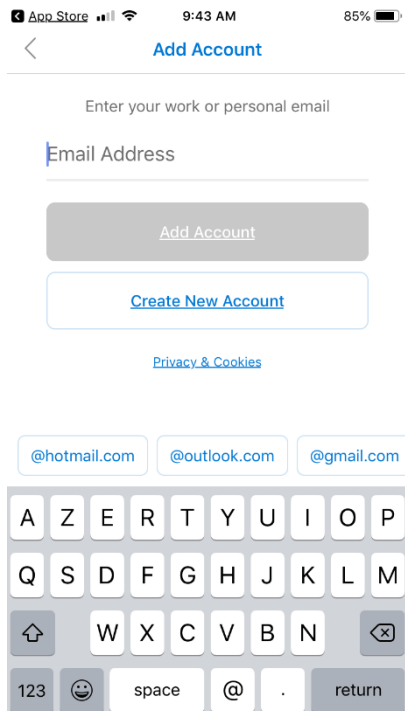 App Store 9:43 AM 85%
Add Account
Enter your work or personal email
Email Address
Add Account
Create New Account
Privacy & Cookies
@hotmail.com @outlook.com @gmail.com
A Z E R T Y U I O P
Q S D F G H J K L M
W X C V B N
123 space @ . return